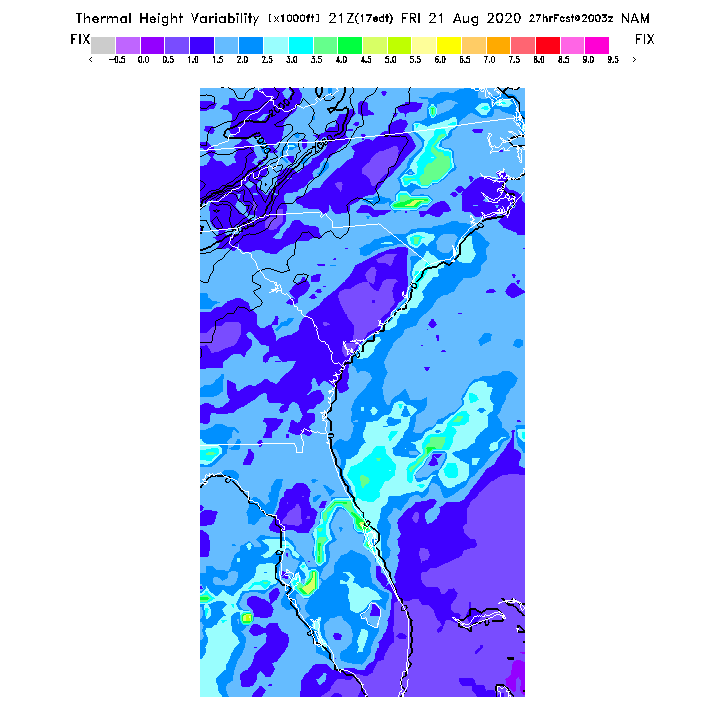 Thermal Height Variability [x1000ft] 21Z(17edt) FRI 21 Aug 2020 27hrFcst@2003z NAM
FIX FIX
< -0.5 0.0 0.5 1.0 1.5 2.0 2.5 3.0 3.5 4.0 4.5 5.0 5.5 6.0 6.5 7.0 7.5 8.0 8.5 9.0 9.5 >